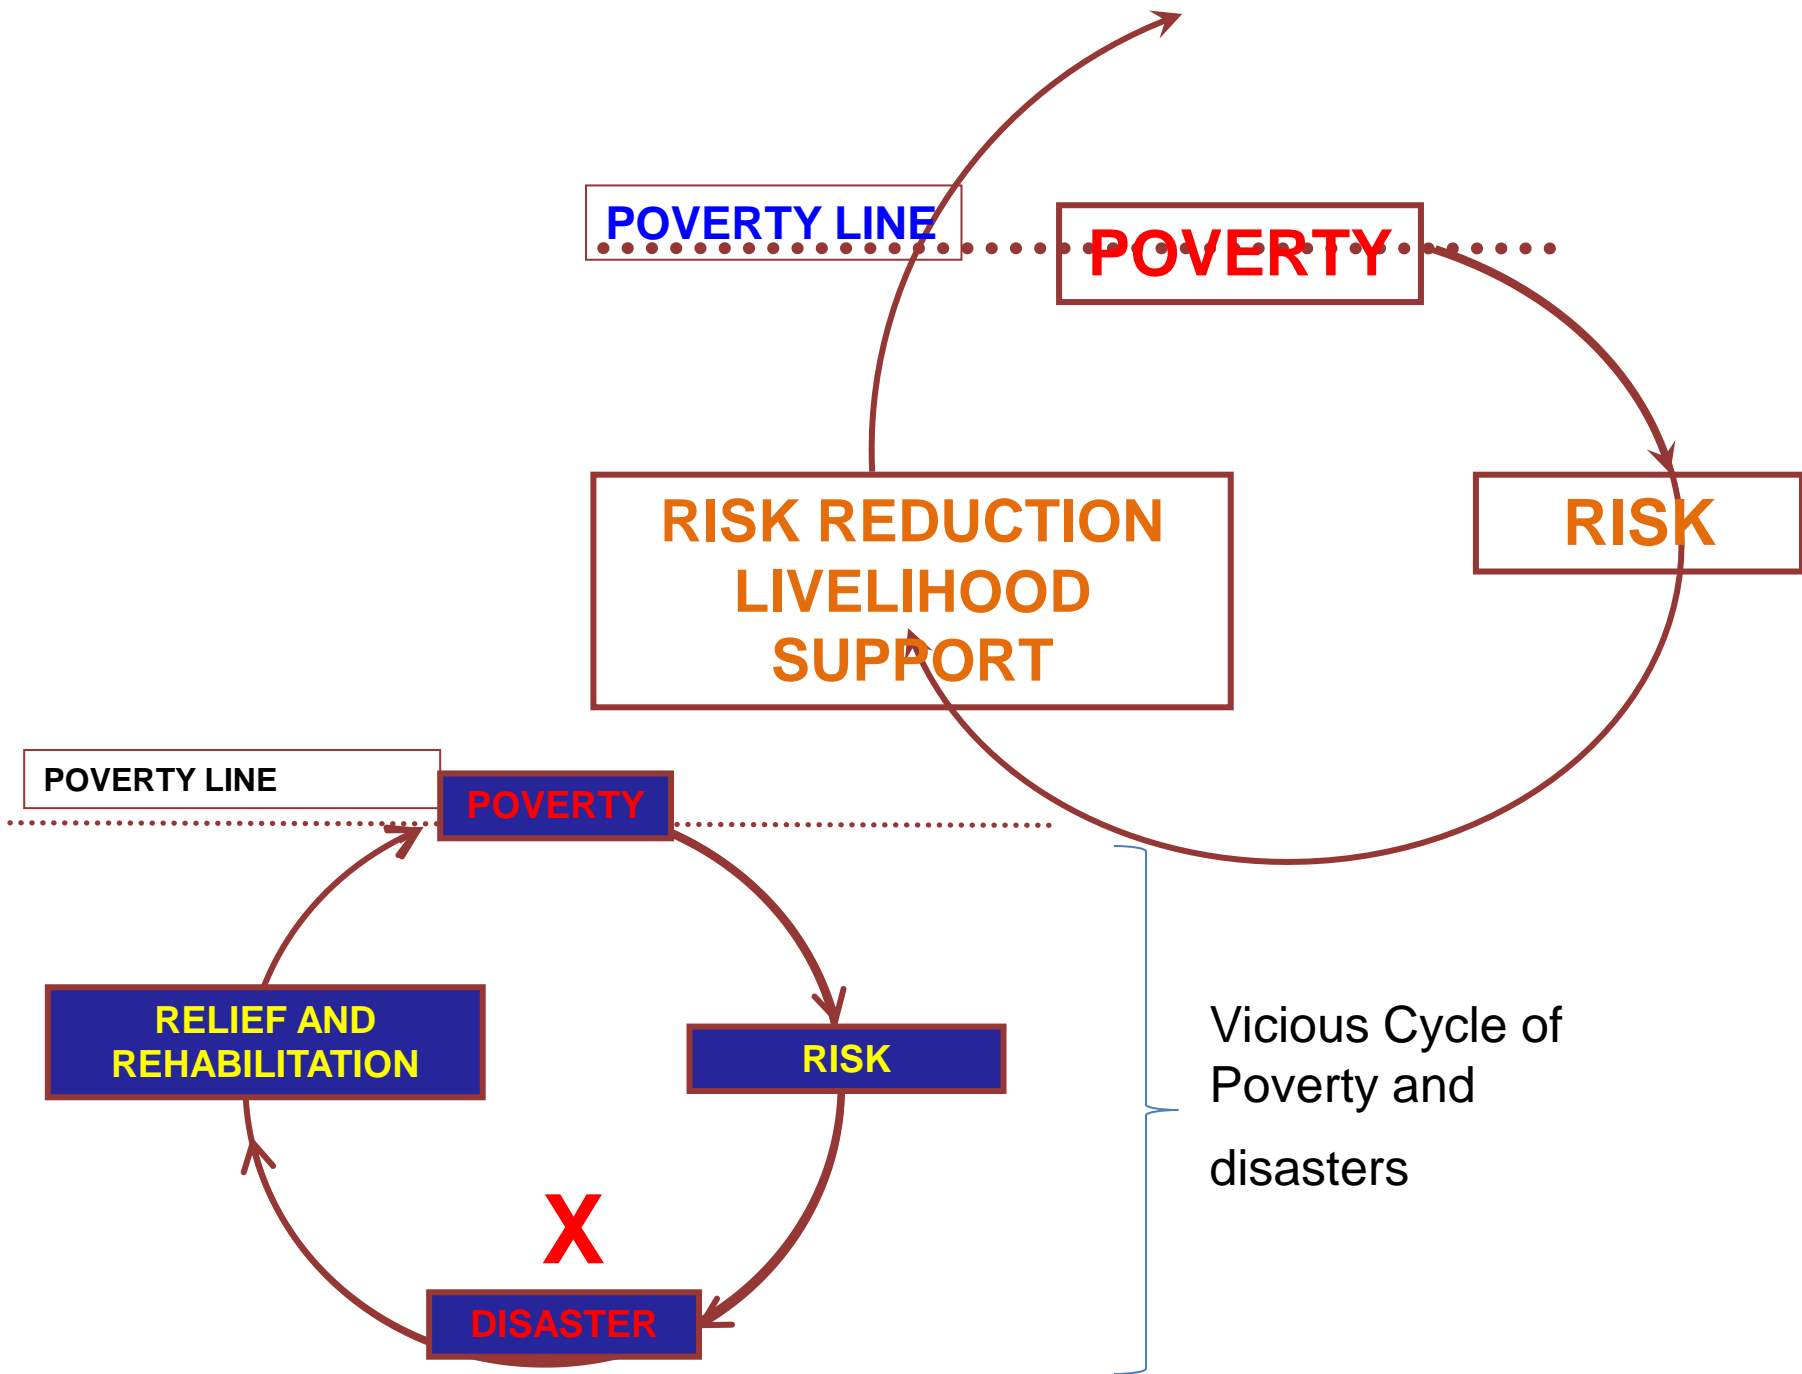 POVERTY LINE
POVERTY
RISK REDUCTION
LIVELIHOOD
SUPPORT
RISK
POVERTY LINE
POVERTY
RELIEF AND
REHABILITATION
RISK
X
DISASTER
Vicious Cycle of
Poverty and
disasters